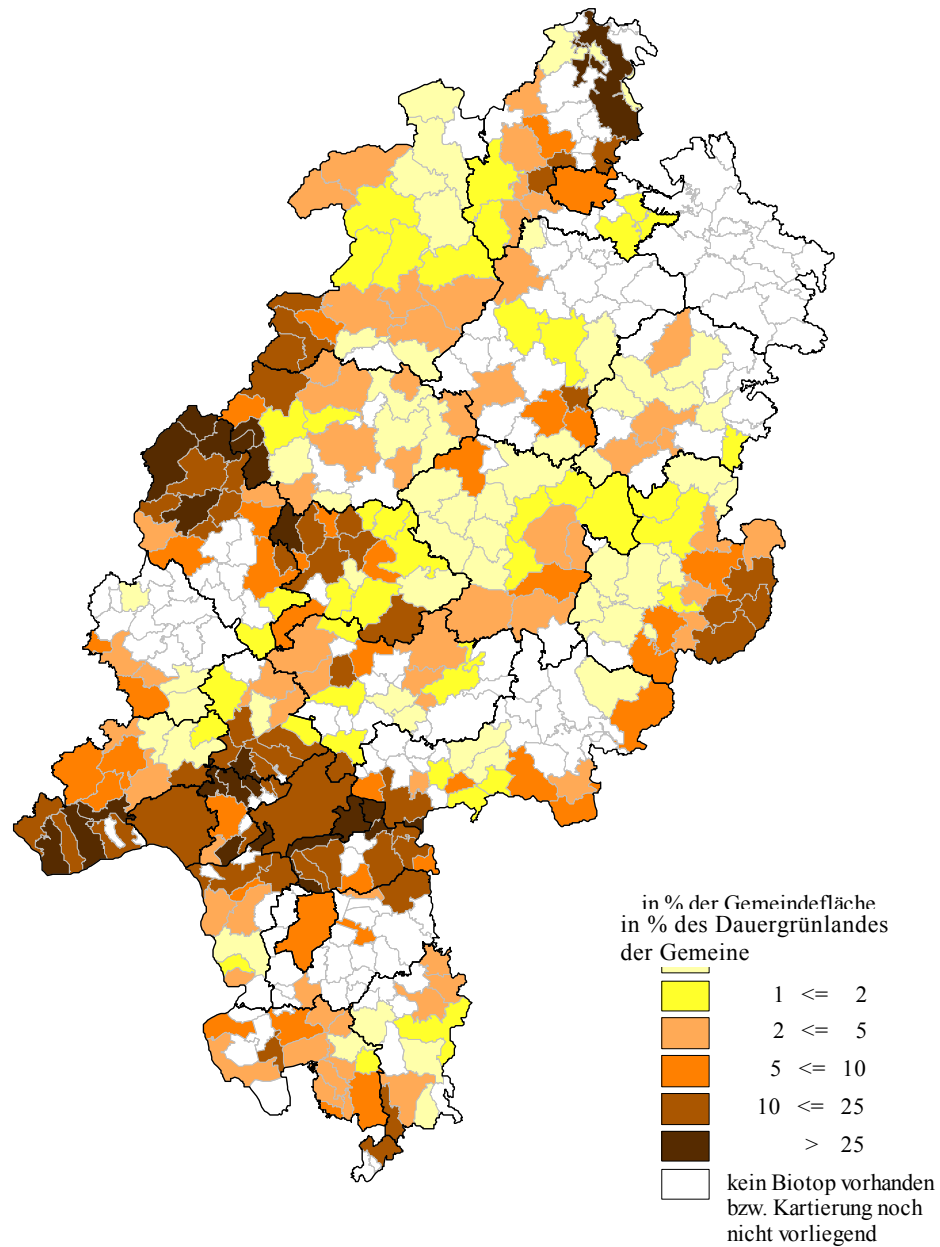 in % der Gemeindefläche
in % des Dauergrünlandes
der Gemeine
1 <= 2
2 <= 5
5 <= 10
10 <= 25
> 25
kein Biotop vorhanden
bzw. Kartierung noch
nicht vorliegend